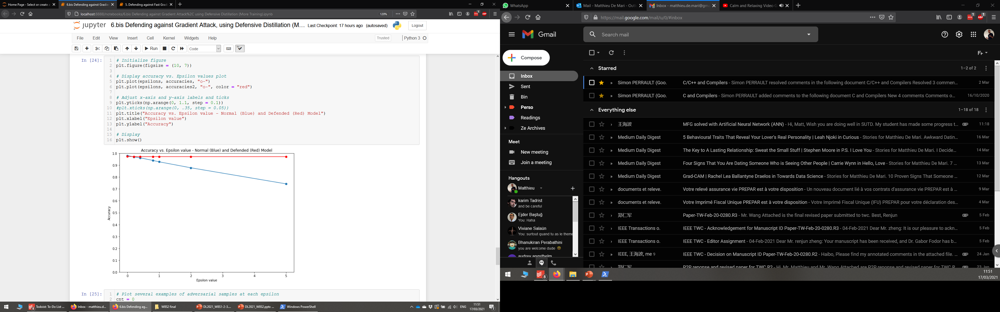 Home Page - Select or create a
6.bis Defending against Gradie
5. Defending against Fast Grad
localhost:8888/notebooks/6.bis Defending against Gradient Attack%2C using Defensive Distillation (More Training).ipynb
120%
jupyter 6.bis Defending against Gradient Attack, using Defensive Distillation (M... Last Checkpoint: 17 hours ago (autosaved)
Logout
File Edit View Insert Cell Kernel Widgets Help
Trusted
Python 3
Run
Code
In [24]:
1 # Initialize figure
2 plt.figure(figsize = (10, 7))
3
4 # Display accuracy vs. Epsilon values plot
5 plt.plot(epsilons, accuracies, "o-")
6 plt.plot(epsilons, accuracies2, "o-", color = "red")
7
8 # Adjust x-axis and y-axis labels and ticks
9 plt.yticks(np.arange(0, 1.1, step = 0.1))
10 #plt.xticks(np.arange(0, .35, step = 0.05))
11 plt.title("Accuracy vs. Epsilon value - Normal (Blue) and Defended (Red) Model")
12 plt.xlabel("Epsilon value")
13 plt.ylabel("Accuracy")
14
15 # Display
16 plt.show()
Accuracy vs. Epsilon value - Normal (Blue) and Defended (Red) Model
1.0
0.9
0.8
0.7
0.6
0.5
0.4
0.3
0.2
0.1
0.0
Accuracy
0 1 2 3 4 5
Epsilon value
In [25]:
1 # Plot several examples of adversarial samples at each epsilon
2 cnt = 0
8
Todoist: To-Do List ...
Inbox - matthieu.d...
6.bis Defending ag...
W8S2 final
DL2021_W8S1-2-3....
DL2021_W8S2.pptx ...
Windows PowerShell
ENG
11:51
17/03/2021
3
WhatsApp
Mail - Matthieu De Mari - Outl
Inbox - matthieu.de.mari@gma
Calm and Relaxing Video G
https://mail.google.com/mail/u/0/#inbox
1
ABP
1
Gmail
Search mail
Compose
Inbox
Sent
Bin
Perso
Readings
Ze Archives
Meet
New meeting
Join a meeting
Hangouts
Matthieu
karim Tadrist
and be careful
Ejder Baştuğ
You: Haha
Viviane Salaün
You: surtout quand tu as le theme
Bhanukiran Perabathini
you are welcome dude 😄
audrey angsthelm
Starred
1–2 of 2
Simon PERRAULT (Goo. C/C++ and Compilers - Simon PERRAULT resolved comments in the following document C/C++ and Compilers Resolved 3 commen... 2 Mar
Simon PERRAULT (Goo. C and Compilers - Simon PERRAULT added comments to the following document C and Compilers New 4 comments Comments o... 16/10/2020
Everything else
1–18 of 18
王海波 MFG solved with Artificial Neural Network (ANN) - Hi, Matt, Wish you are doing well in SUTD. My student has made some progress t... 11:18
Medium Daily Digest 5 Behavioural Traits That Reveal Your Lover's Real Personality | Leah Njoki in Curious - Stories for Matthieu De Mari. Awkward Datin... 16 Mar
Medium Daily Digest The Key to A Lasting Relationship: Sweat the Small Stuff | Stephen Moore in P.S. I Love You - Stories for Matthieu De Mari. I Decide... 14 Mar
Medium Daily Digest Four Signs That You Are Dating Someone Who is Seeing Other People | Carrie Wynn in Hello, Love - Stories for Matthieu De Mari. 7 ... 13 Mar
Medium Daily Digest Grad-CAM | Rachel Lea Ballantyne Draelos in Towards Data Science - Stories for Matthieu De Mari. 10 Proven Signs That Someone ... 12 Mar
documents et releve. Votre relevé assurance vie PREPAR est à votre disposition - Un nouveau document lié à vos contrats d'assurance vie PREPAR est à ... 9 Mar
documents et releve. Votre Imprimé Fiscal Unique PREPAR est à votre disposition - Votre Imprimé Fiscal Unique (IFU) PREPAR pour votre déclaration des... 4 Mar
郑仁军 Paper-TW-Feb-20-0280.R3 - Mr. Wang Attached is the final revised paper submitted to twc. Best, Renjun 5 Feb
IEEE Transactions o. IEEE TWC - Acknowledgement for Manuscript ID Paper-TW-Feb-20-0280.R3 - 04-Feb-2021 Dear Mr. zheng: It is our pleasure to ackn... 5 Feb
IEEE Transactions o. IEEE TWC - Editor Assignment - 04-Feb-2021 Dear Mr. renjun zheng: Your manuscript has been received, and Dr. Gabor Fodor has b... 5 Feb
IEEE, 王海波, me 9 IEEE TWC - Decision on Manuscript ID Paper-TW-Feb-20-0280.R2 - Haibo, Please find my annotated comments in the attached file. ... 24 Jan
郑仁军 P2P reponse and revised paper for TWC R2 - Hi, Mr. Matthieu and Mr. Wang Attached are P2P reponse and revised paper for TWC R... 23 Jan
8
11:51
17/03/2021